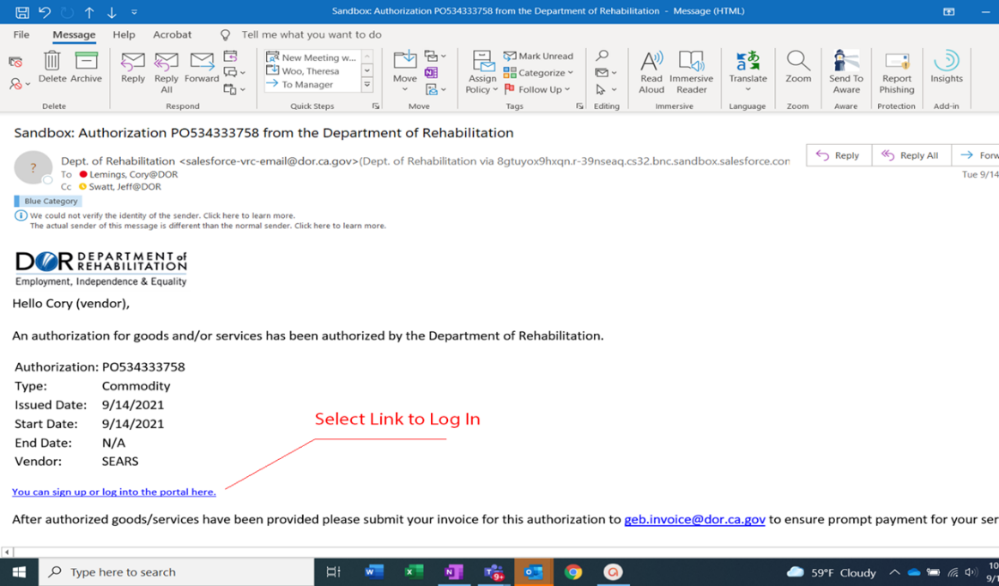 Sandbox: Authorization PO534333758 from the Department of Rehabilitation - Message (HTML)
File Message Help Acrobat Tell me what you want to do
Delete Archive
Reply Reply All Forward
New Meeting w...
Woo, Theresa
To Manager
Move
Assign Policy
Mark Unread
Categorize
Follow Up
Read Aloud
Immersive Reader
Translate
Zoom
Send To Aware
Report Phishing
Insights
Delete Respond Quick Steps Move Tags Editing Immersive Language Zoom Aware Protection Add-in
Sandbox: Authorization PO534333758 from the Department of Rehabilitation
?
Dept. of Rehabilitation <salesforce-vrc-email@dor.ca.gov>(Dept. of Rehabilitation via 8gtuyox9hxqn.r-39nseaq.cs32.bnc.sandbox.salesforce.con
Reply Reply All Forw
To Lemings, Cory@DOR
Tue 9/14
Cc Swatt, Jeff@DOR
Blue Category
We could not verify the identity of the sender. Click here to learn more.
The actual sender of this message is different than the normal sender. Click here to learn more.
DOR DEPARTMENT of REHABILITATION
Employment, Independence & Equality
Hello Cory (vendor),
An authorization for goods and/or services has been authorized by the Department of Rehabilitation.
Authorization: PO534333758
Type: Commodity
Issued Date: 9/14/2021
Start Date: 9/14/2021
End Date: N/A
Vendor: SEARS
Select Link to Log In
You can sign up or log into the portal here.
After authorized goods/services have been provided please submit your invoice for this authorization to geb.invoice@dor.ca.gov to ensure prompt payment for your ser
Type here to search
9+
59°F Cloudy
10
9/1